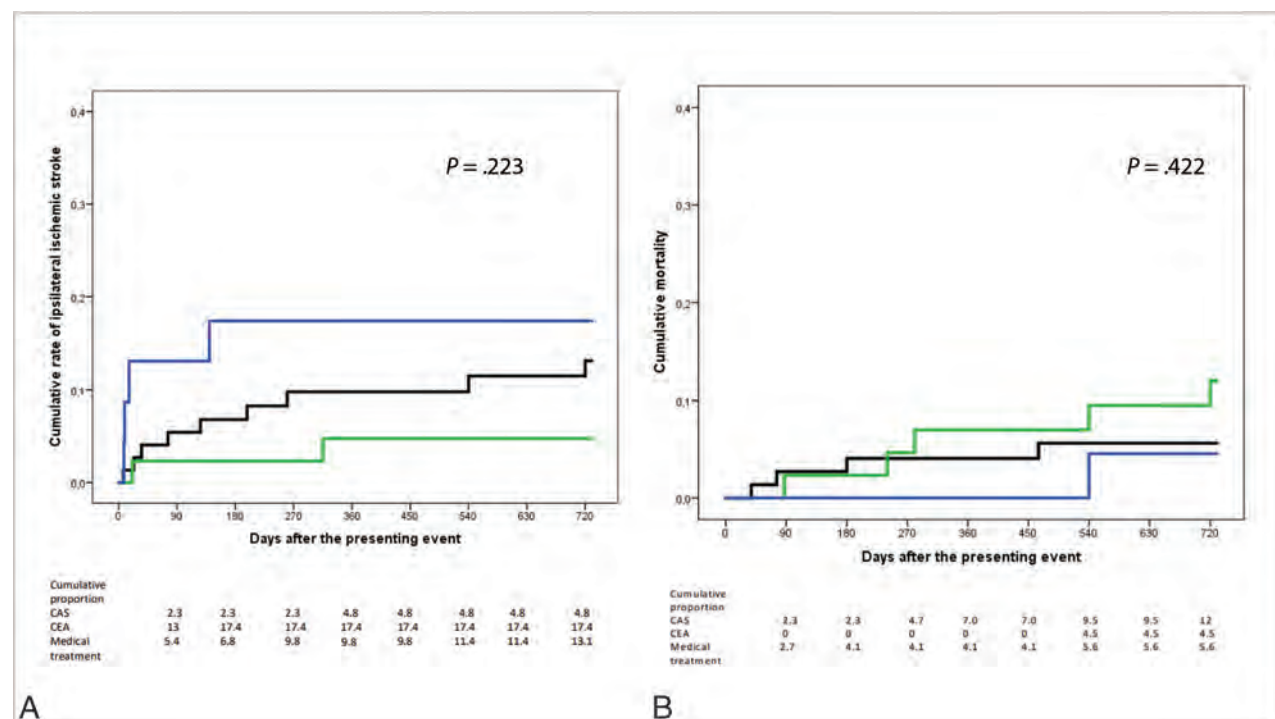 0,4
0,3
0,2
0,1
0,0
Cumulative rate of ipsilateral ischemic stroke
P = .223
0 90 180 270 360 450 540 630 720
Days after the presenting event
Cumulative
proportion
CAS 2.3 2.3 2.3 4.8 4.8 4.8 4.8 4.8
CEA 13 17.4 17.4 17.4 17.4 17.4 17.4 17.4
Medical 5.4 6.8 9.8 9.8 9.8 11.4 11.4 13.1
treatment
A
0,4
0,3
0,2
0,1
0,0
Cumulative mortality
P = .422
0 90 180 270 360 450 540 630 720
Days after the presenting event
Cumulative
proportion
CAS 2.3 2.3 4.7 7.0 7.0 9.5 9.5 12
CEA 0 0 0 0 0 4.5 4.5 4.5
Medical 2.7 4.1 4.1 4.1 4.1 5.6 5.6 5.6
treatment
B